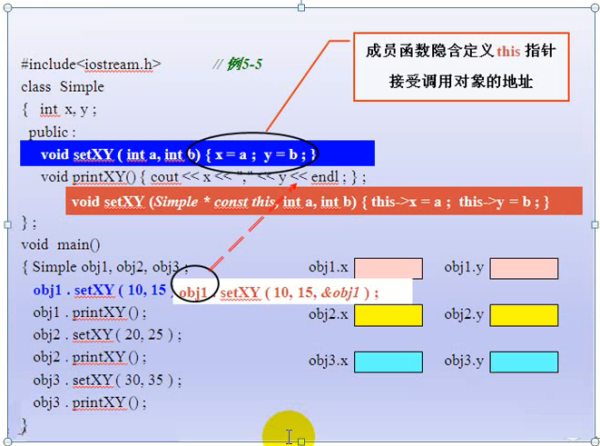 成员函数隐含定义this 指针
接受调用对象的地址
#include<iostream.h> // 例5-5
class Simple
{ int x, y ;
public :
void setXY ( int a, int b) { x = a ; y = b ; }
void printXY() { cout << x << "," << y << endl ; } ;
void setXY (Simple * const this, int a, int b) { this->x = a ; this->y = b ; }
} ;
void main()
{ Simple obj1, obj2, obj3 ;
obj1 . setXY ( 10, 15 obj1 . setXY ( 10, 15, &obj1 ) ;
obj1 . printXY () ;
obj2 . setXY ( 20, 25 ) ;
obj2 . printXY () ;
obj3 . setXY ( 30, 35 ) ;
obj3 . printXY () ;
}
obj1.x obj1.y
obj2.x obj2.y
obj3.x obj3.y